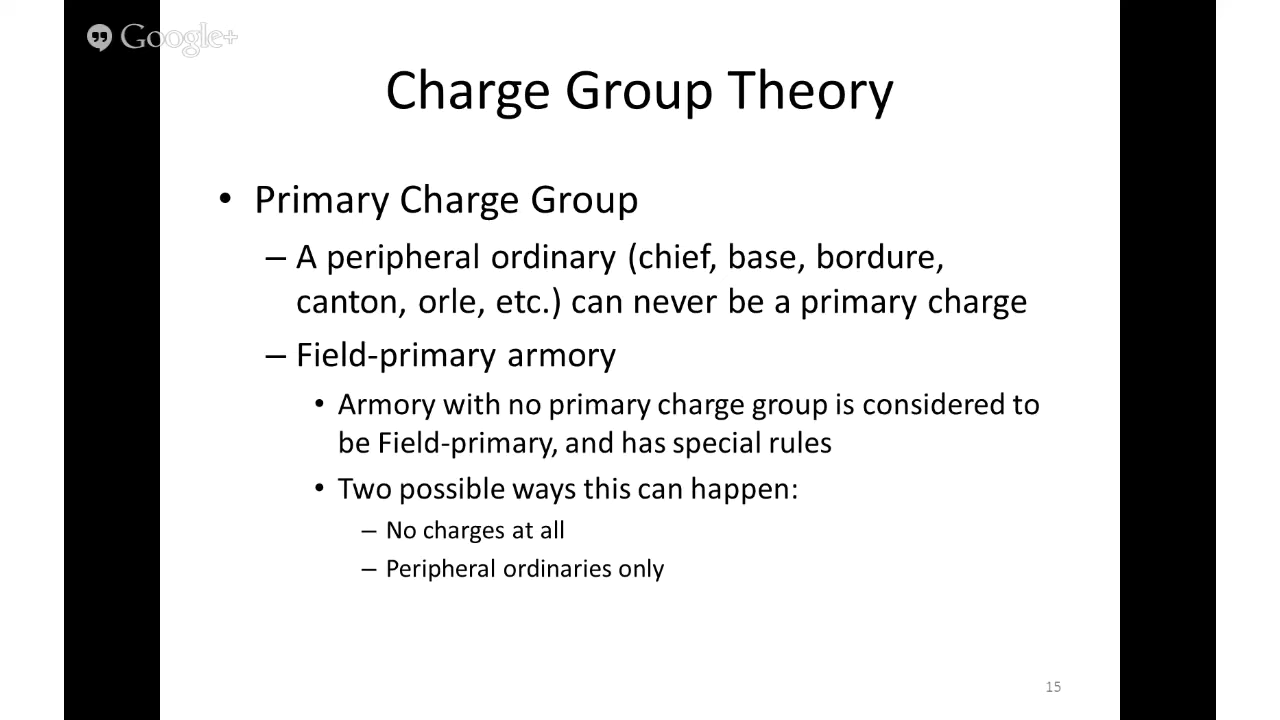 Google+
Charge Group Theory
• Primary Charge Group
– A peripheral ordinary (chief, base, bordure,
canton, orle, etc.) can never be a primary charge
– Field-primary armory
• Armory with no primary charge group is considered to
be Field-primary, and has special rules
• Two possible ways this can happen:
– No charges at all
– Peripheral ordinaries only
15